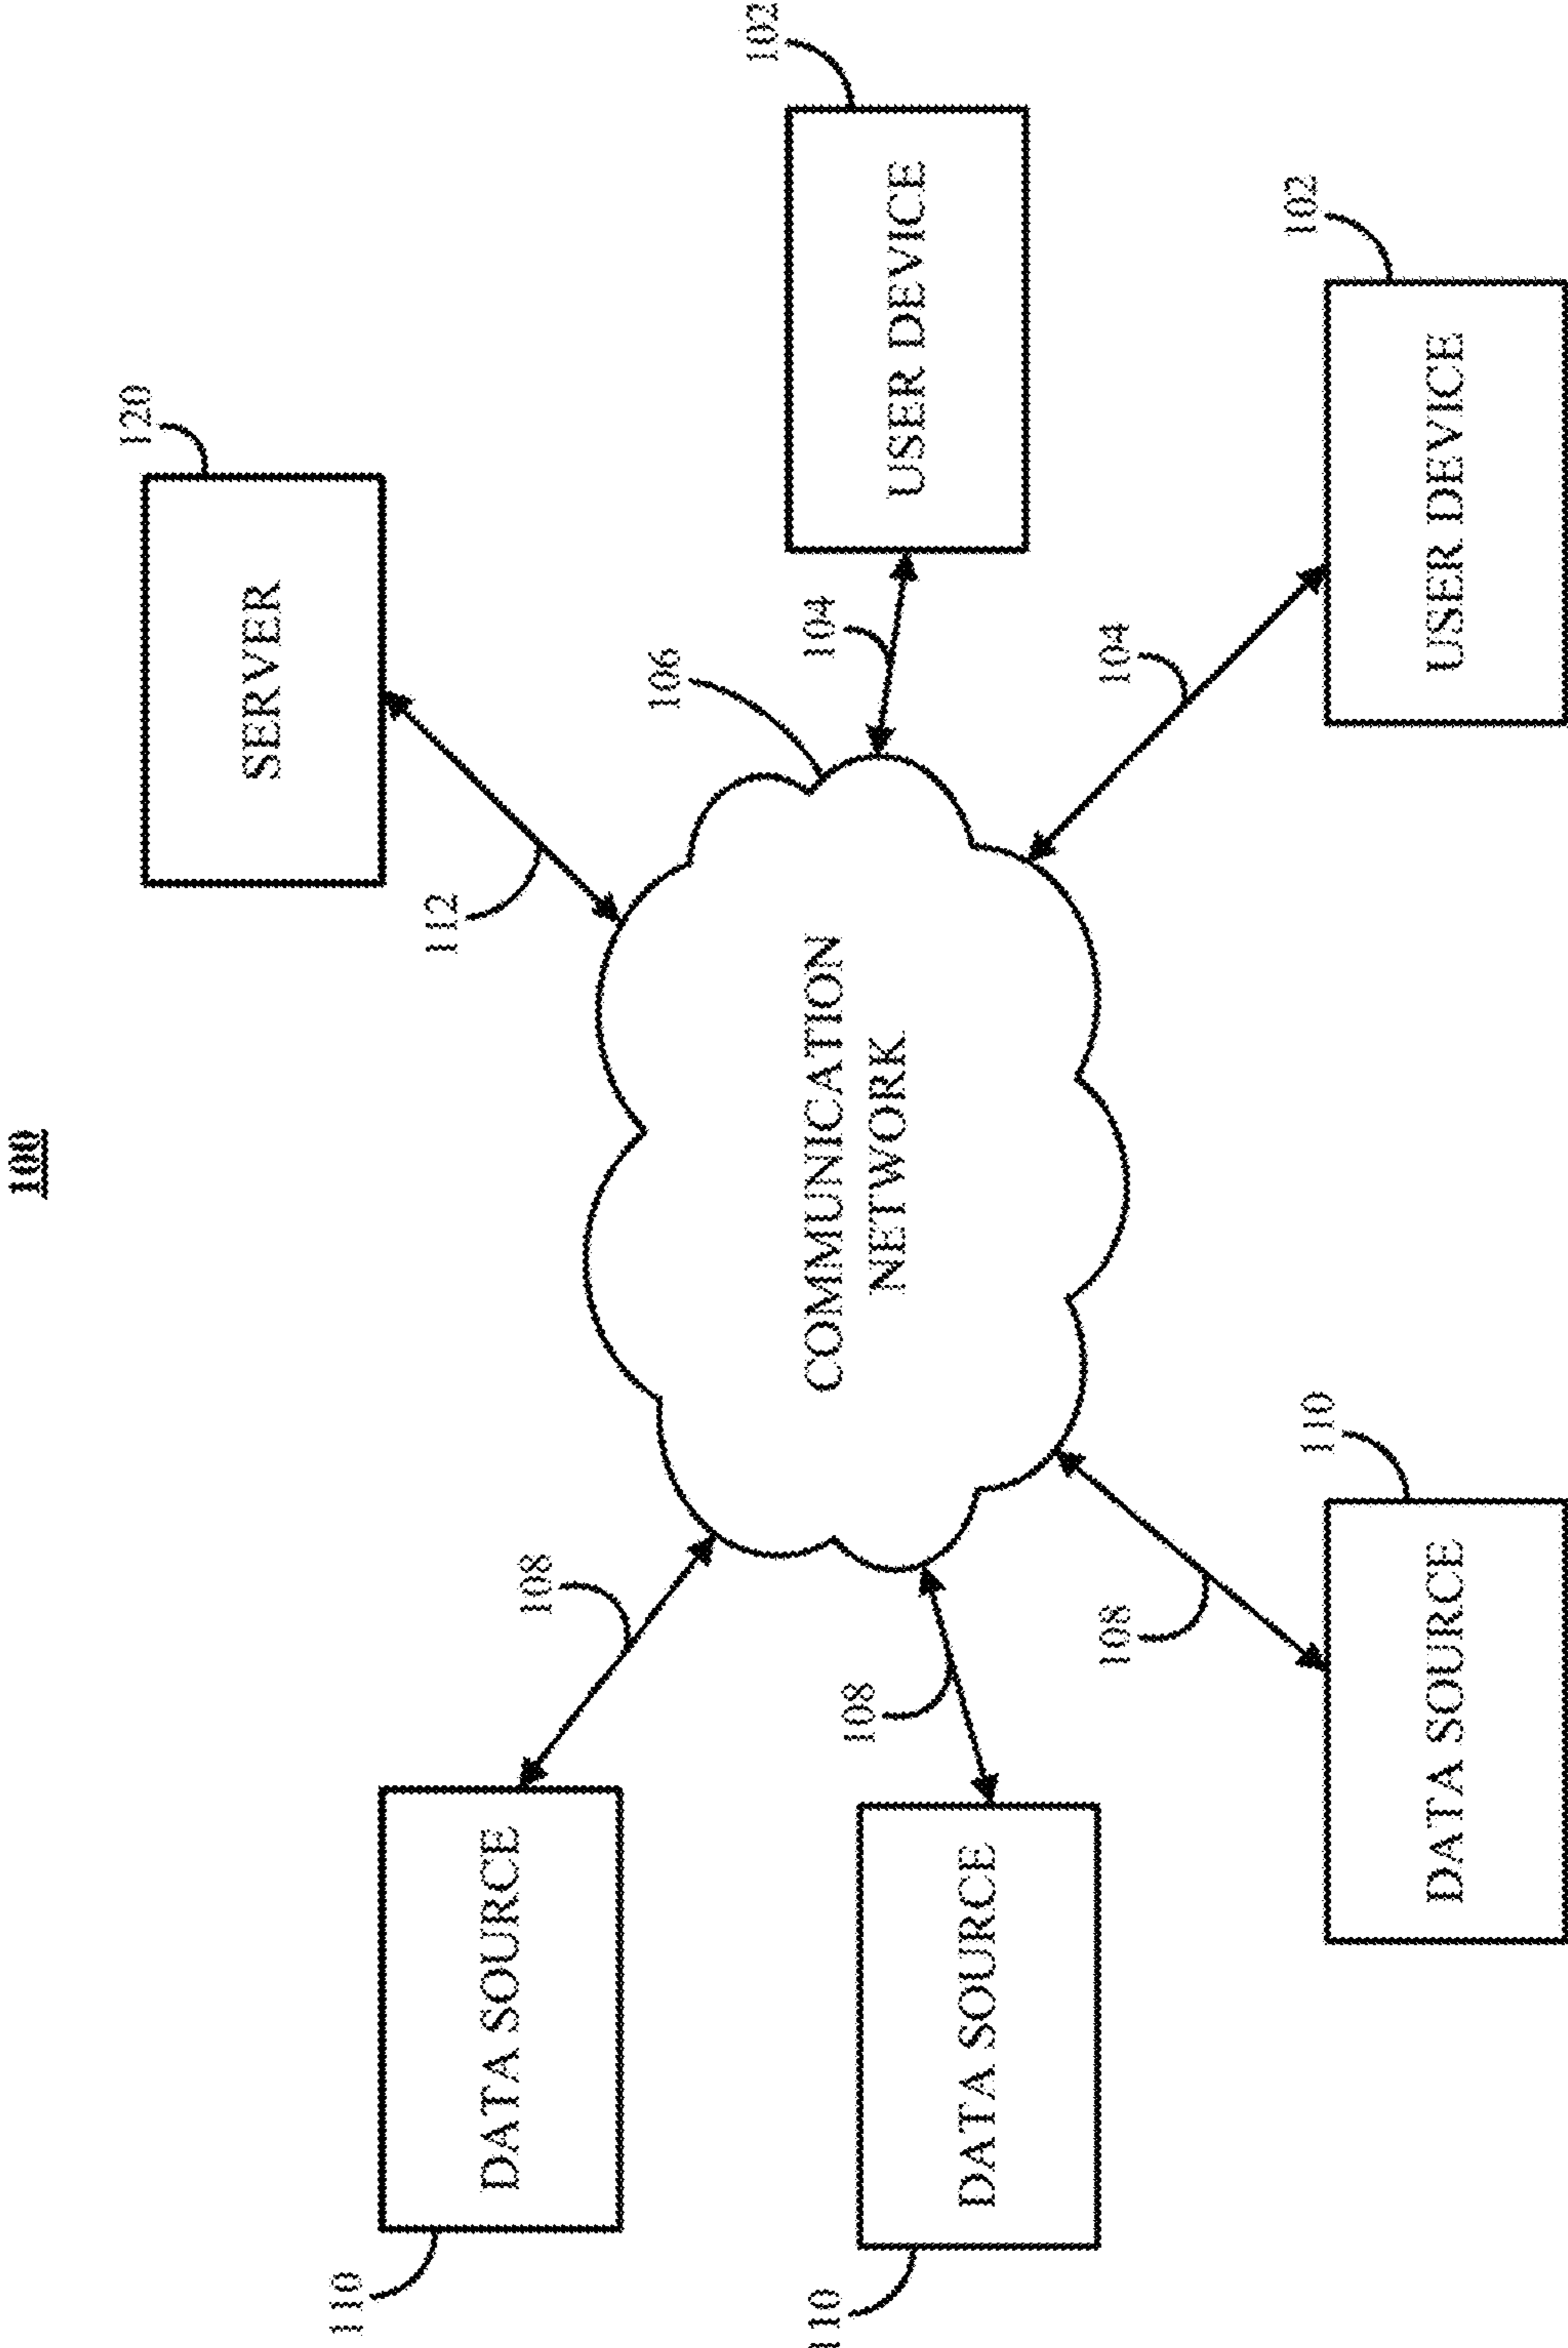 100
120
SERVER
112
106
102
USER DEVICE
104
104
102
USER DEVICE
COMMUNICATION
NETWORK
108
110
DATA SOURCE
108
110
DATA SOURCE
108
110
DATA SOURCE